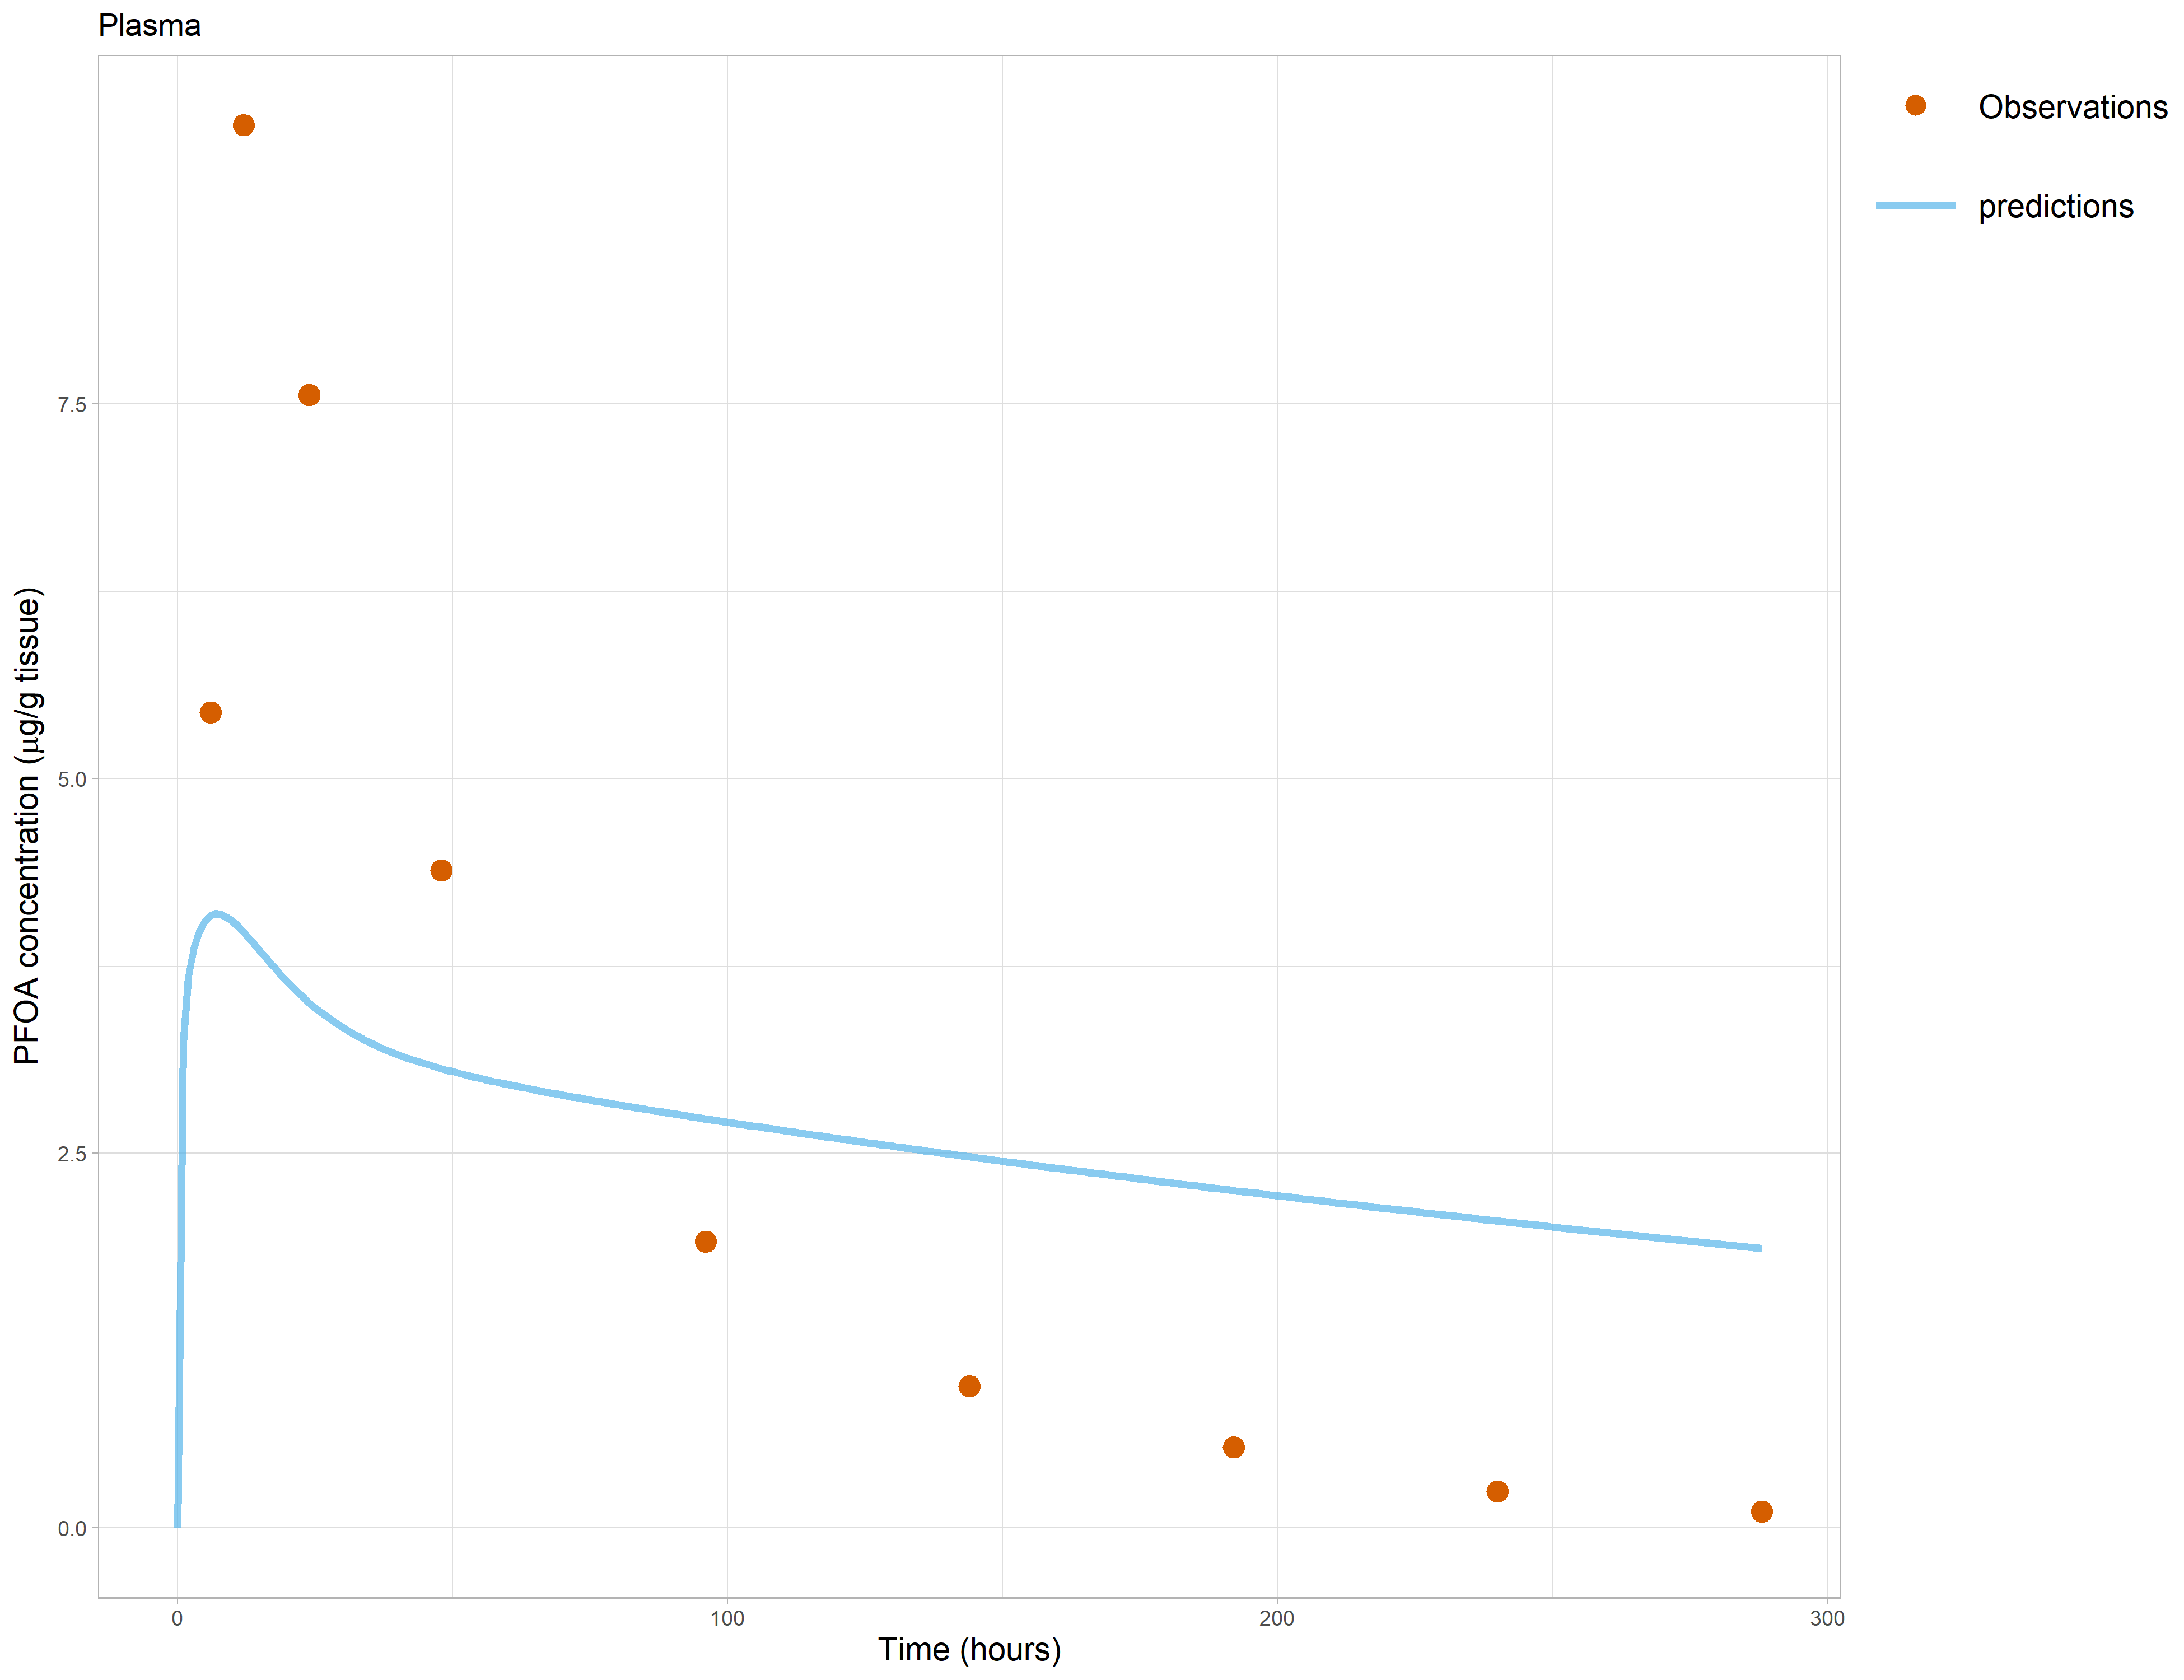 Plasma
Observations
predictions
PFOA concentration (μg/g tissue)
7.5
5.0
2.5
0.0
0
100
200
300
Time (hours)